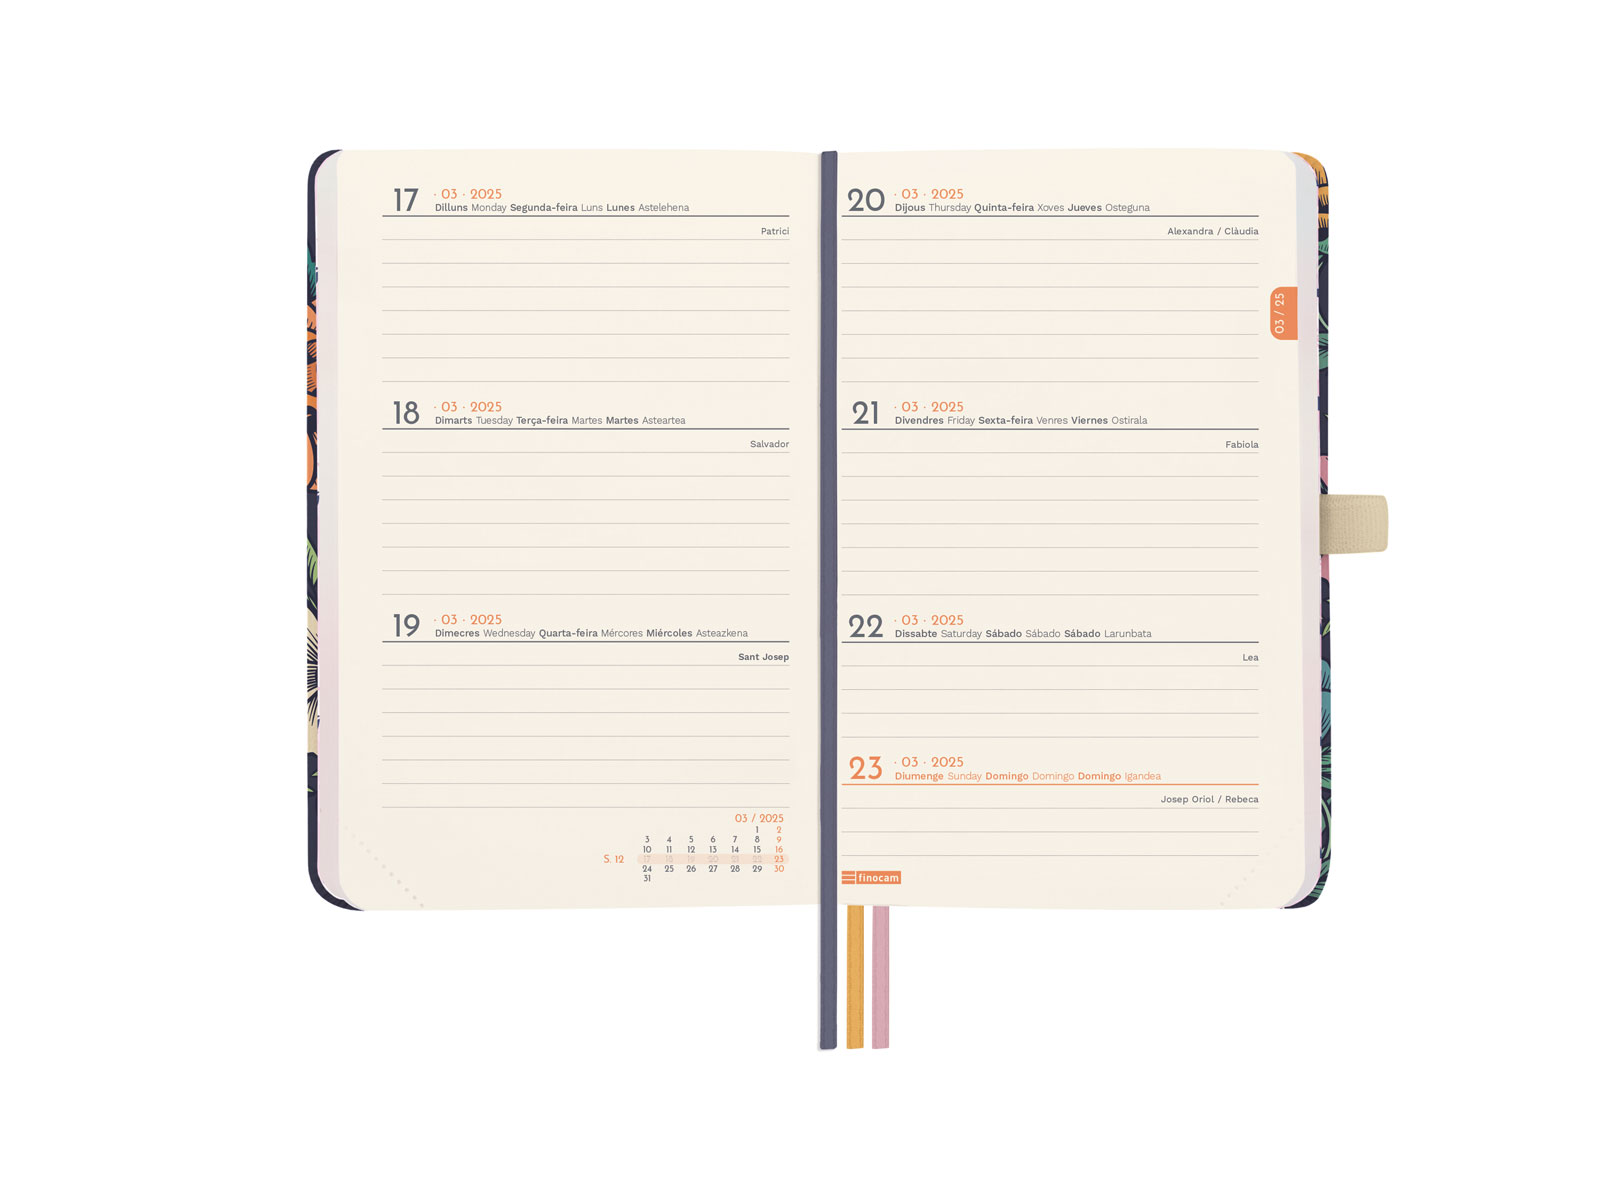 17 · 03 · 2025
Dilluns Monday Segunda-feira Luns Lunes Astelehena
Patrici
18 · 03 · 2025
Dimarts Tuesday Terça-feira Martes Martes Asteartea
Salvador
19 · 03 · 2025
Dimecres Wednesday Quarta-feira Mércores Miércoles Asteazkena
Sant Josep
03 / 2025
1 2
3 4 5 6 7 8 9
10 11 12 13 14 15 16
S. 12 17 18 19 20 21 22 23
24 25 26 27 28 29 30
31
20 · 03 · 2025
Dijous Thursday Quinta-feira Xoves Jueves Osteguna
Alexandra / Clàudia
03 / 25
21 · 03 · 2025
Divendres Friday Sexta-feira Venres Viernes Ostirala
Fabiola
22 · 03 · 2025
Dissabte Saturday Sábado Sábado Sábado Larunbata
Lea
23 · 03 · 2025
Diumenge Sunday Domingo Domingo Domingo Igandea
Josep Oriol / Rebeca
finocam